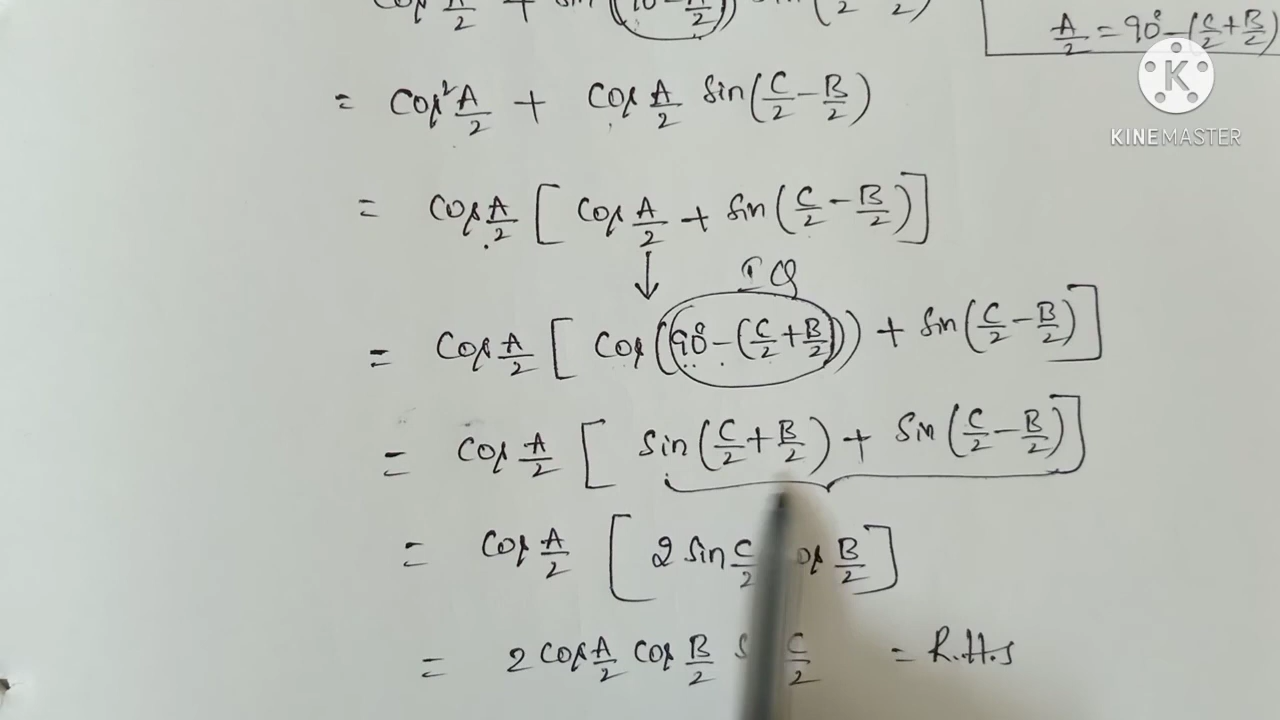 A/2 = 90° - (C/2 + B/2)
KINEMASTER
= Cos²A/2 + Cos A/2 Sin(C/2 - B/2)
= Cos A/2 [Cos A/2 + Sin(C/2 - B/2)]
I Q
= Cos A/2 [Cos(90° - (C/2 + B/2)) + Sin(C/2 - B/2)]
= Cos A/2 [Sin(C/2 + B/2) + Sin(C/2 - B/2)]
= Cos A/2 [2 Sin C/2 Cos B/2]
= 2 Cos A/2 Cos B/2 C/2 = R.H.S